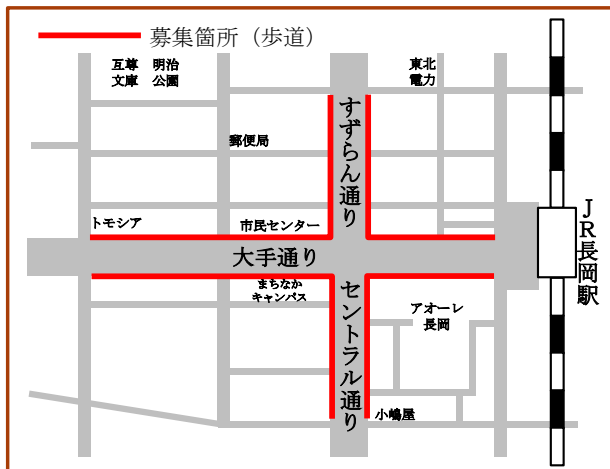 募集箇所（歩道）
互尊
文庫
明治
公園
東北
電力
すずらん通り
郵便局
トモシア
市民センター
JR長岡駅
大手通り
まちなか
キャンパス
セントラル通り
アオーレ
長岡
小嶋屋